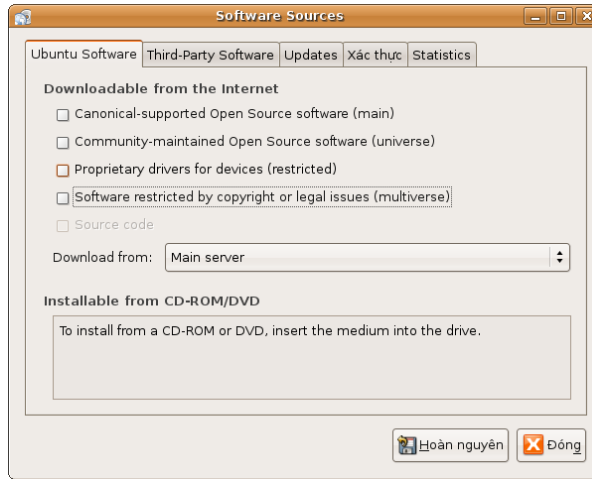 Software Sources
Ubuntu Software Third-Party Software Updates Xác thực Statistics
Downloadable from the Internet
Canonical-supported Open Source software (main)
Community-maintained Open Source software (universe)
Proprietary drivers for devices (restricted)
Software restricted by copyright or legal issues (multiverse)
Source code
Download from: Main server
Installable from CD-ROM/DVD
To install from a CD-ROM or DVD, insert the medium into the drive.
Hoàn nguyên Đóng